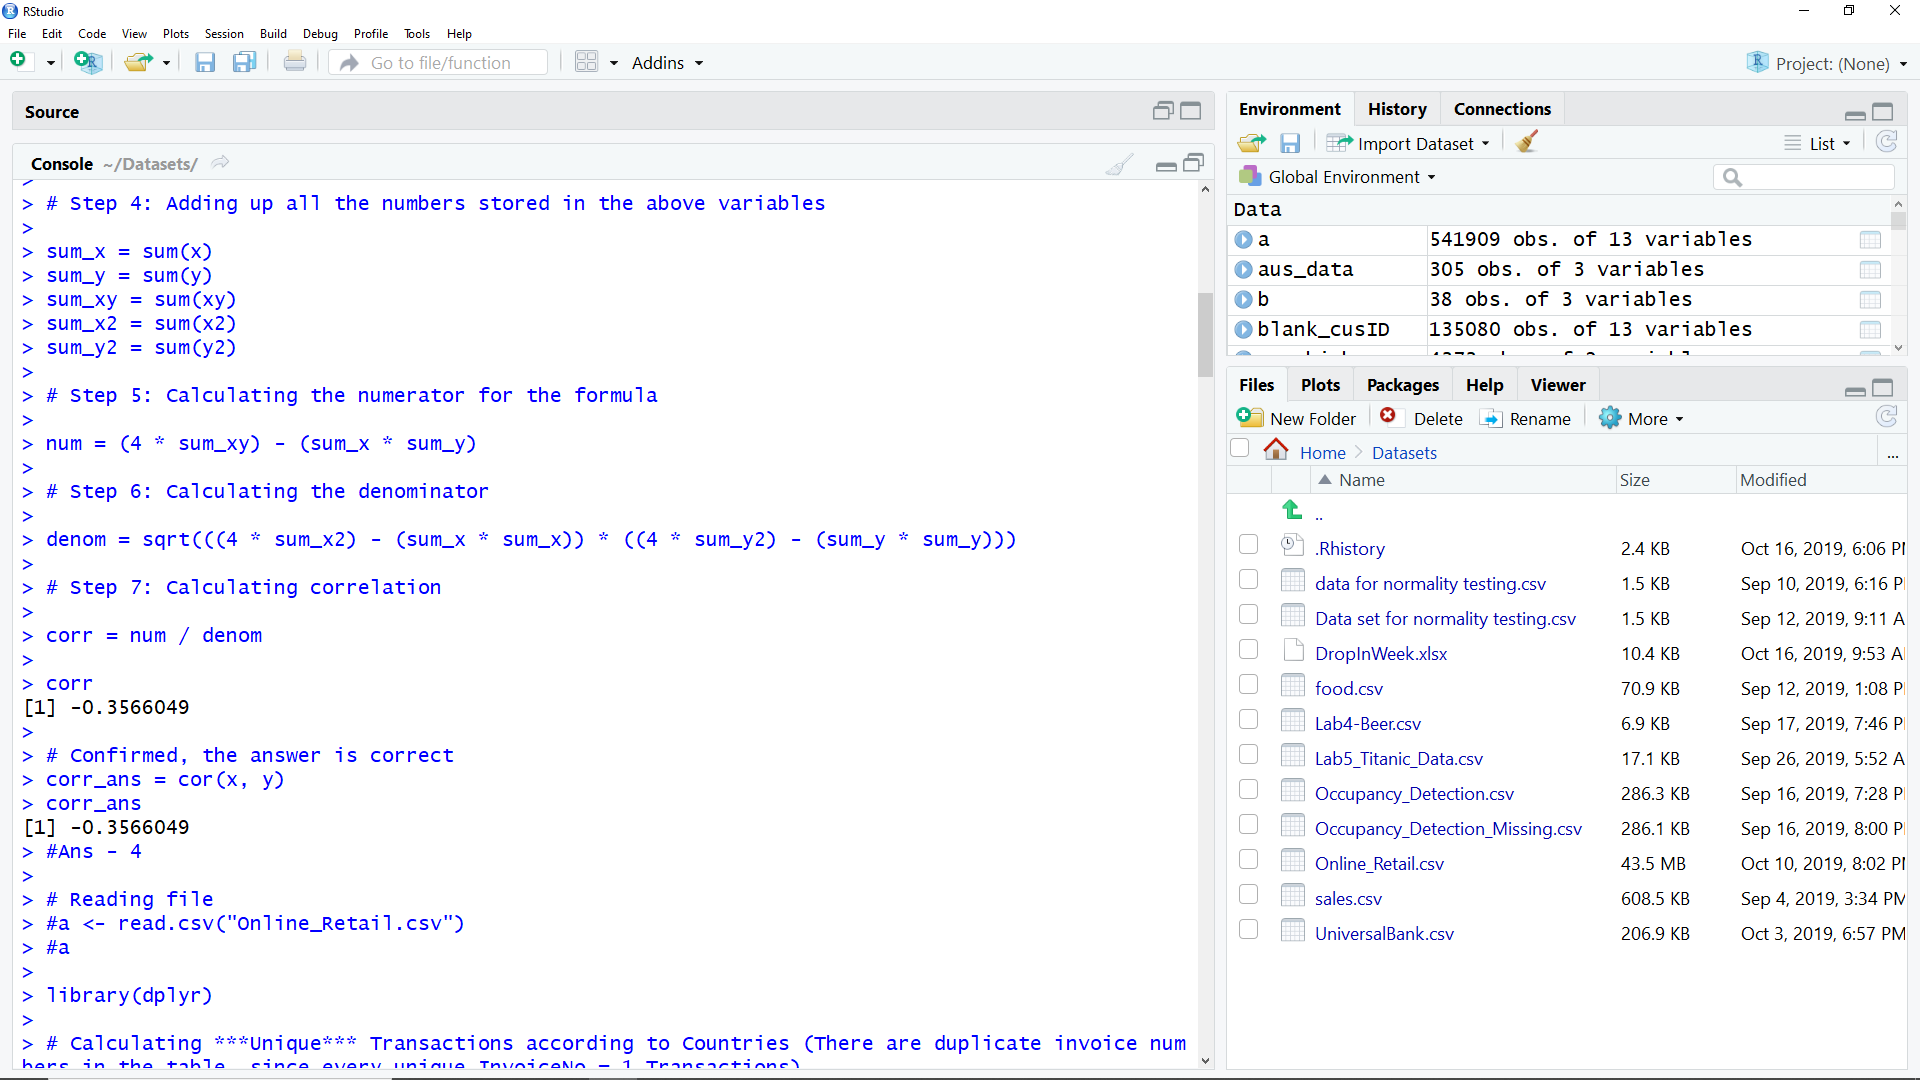 RStudio
File Edit Code View Plots Session Build Debug Profile Tools Help
Go to file/function Addins Project: (None)
Source
Console ~/Datasets/
>
> # Step 4: Adding up all the numbers stored in the above variables
>
> sum_x = sum(x)
> sum_y = sum(y)
> sum_xy = sum(xy)
> sum_x2 = sum(x2)
> sum_y2 = sum(y2)
>
> # Step 5: Calculating the numerator for the formula
>
> num = (4 * sum_xy) - (sum_x * sum_y)
>
> # Step 6: Calculating the denominator
>
> denom = sqrt(((4 * sum_x2) - (sum_x * sum_x)) * ((4 * sum_y2) - (sum_y * sum_y)))
>
> # Step 7: Calculating correlation
>
> corr = num / denom
>
> corr
[1] -0.3566049
>
> # Confirmed, the answer is correct
> corr_ans = cor(x, y)
> corr_ans
[1] -0.3566049
> #Ans - 4
>
> # Reading file
> #a <- read.csv("Online_Retail.csv")
> #a
>
> library(dplyr)
>
> # Calculating ***Unique*** Transactions according to Countries (There are duplicate invoice num
bers in the table, since every unique InvoiceNo = 1 Transactions)
Environment History Connections
Import Dataset List
Global Environment
Data
a 541909 obs. of 13 variables
aus_data 305 obs. of 3 variables
b 38 obs. of 3 variables
blank_cusID 135080 obs. of 13 variables
Files Plots Packages Help Viewer
New Folder Delete Rename More
Home Datasets ...
Name Size Modified
..
.Rhistory 2.4 KB Oct 16, 2019, 6:06 P
data for normality testing.csv 1.5 KB Sep 10, 2019, 6:16 P
Data set for normality testing.csv 1.5 KB Sep 12, 2019, 9:11 A
DropInWeek.xlsx 10.4 KB Oct 16, 2019, 9:53 A
food.csv 70.9 KB Sep 12, 2019, 1:08 P
Lab4-Beer.csv 6.9 KB Sep 17, 2019, 7:46 P
Lab5_Titanic_Data.csv 17.1 KB Sep 26, 2019, 5:52 A
Occupancy_Detection.csv 286.3 KB Sep 16, 2019, 7:28 P
Occupancy_Detection_Missing.csv 286.1 KB Sep 16, 2019, 8:00 P
Online_Retail.csv 43.5 MB Oct 10, 2019, 8:02 P
sales.csv 608.5 KB Sep 4, 2019, 3:34 PM
UniversalBank.csv 206.9 KB Oct 3, 2019, 6:57 PM